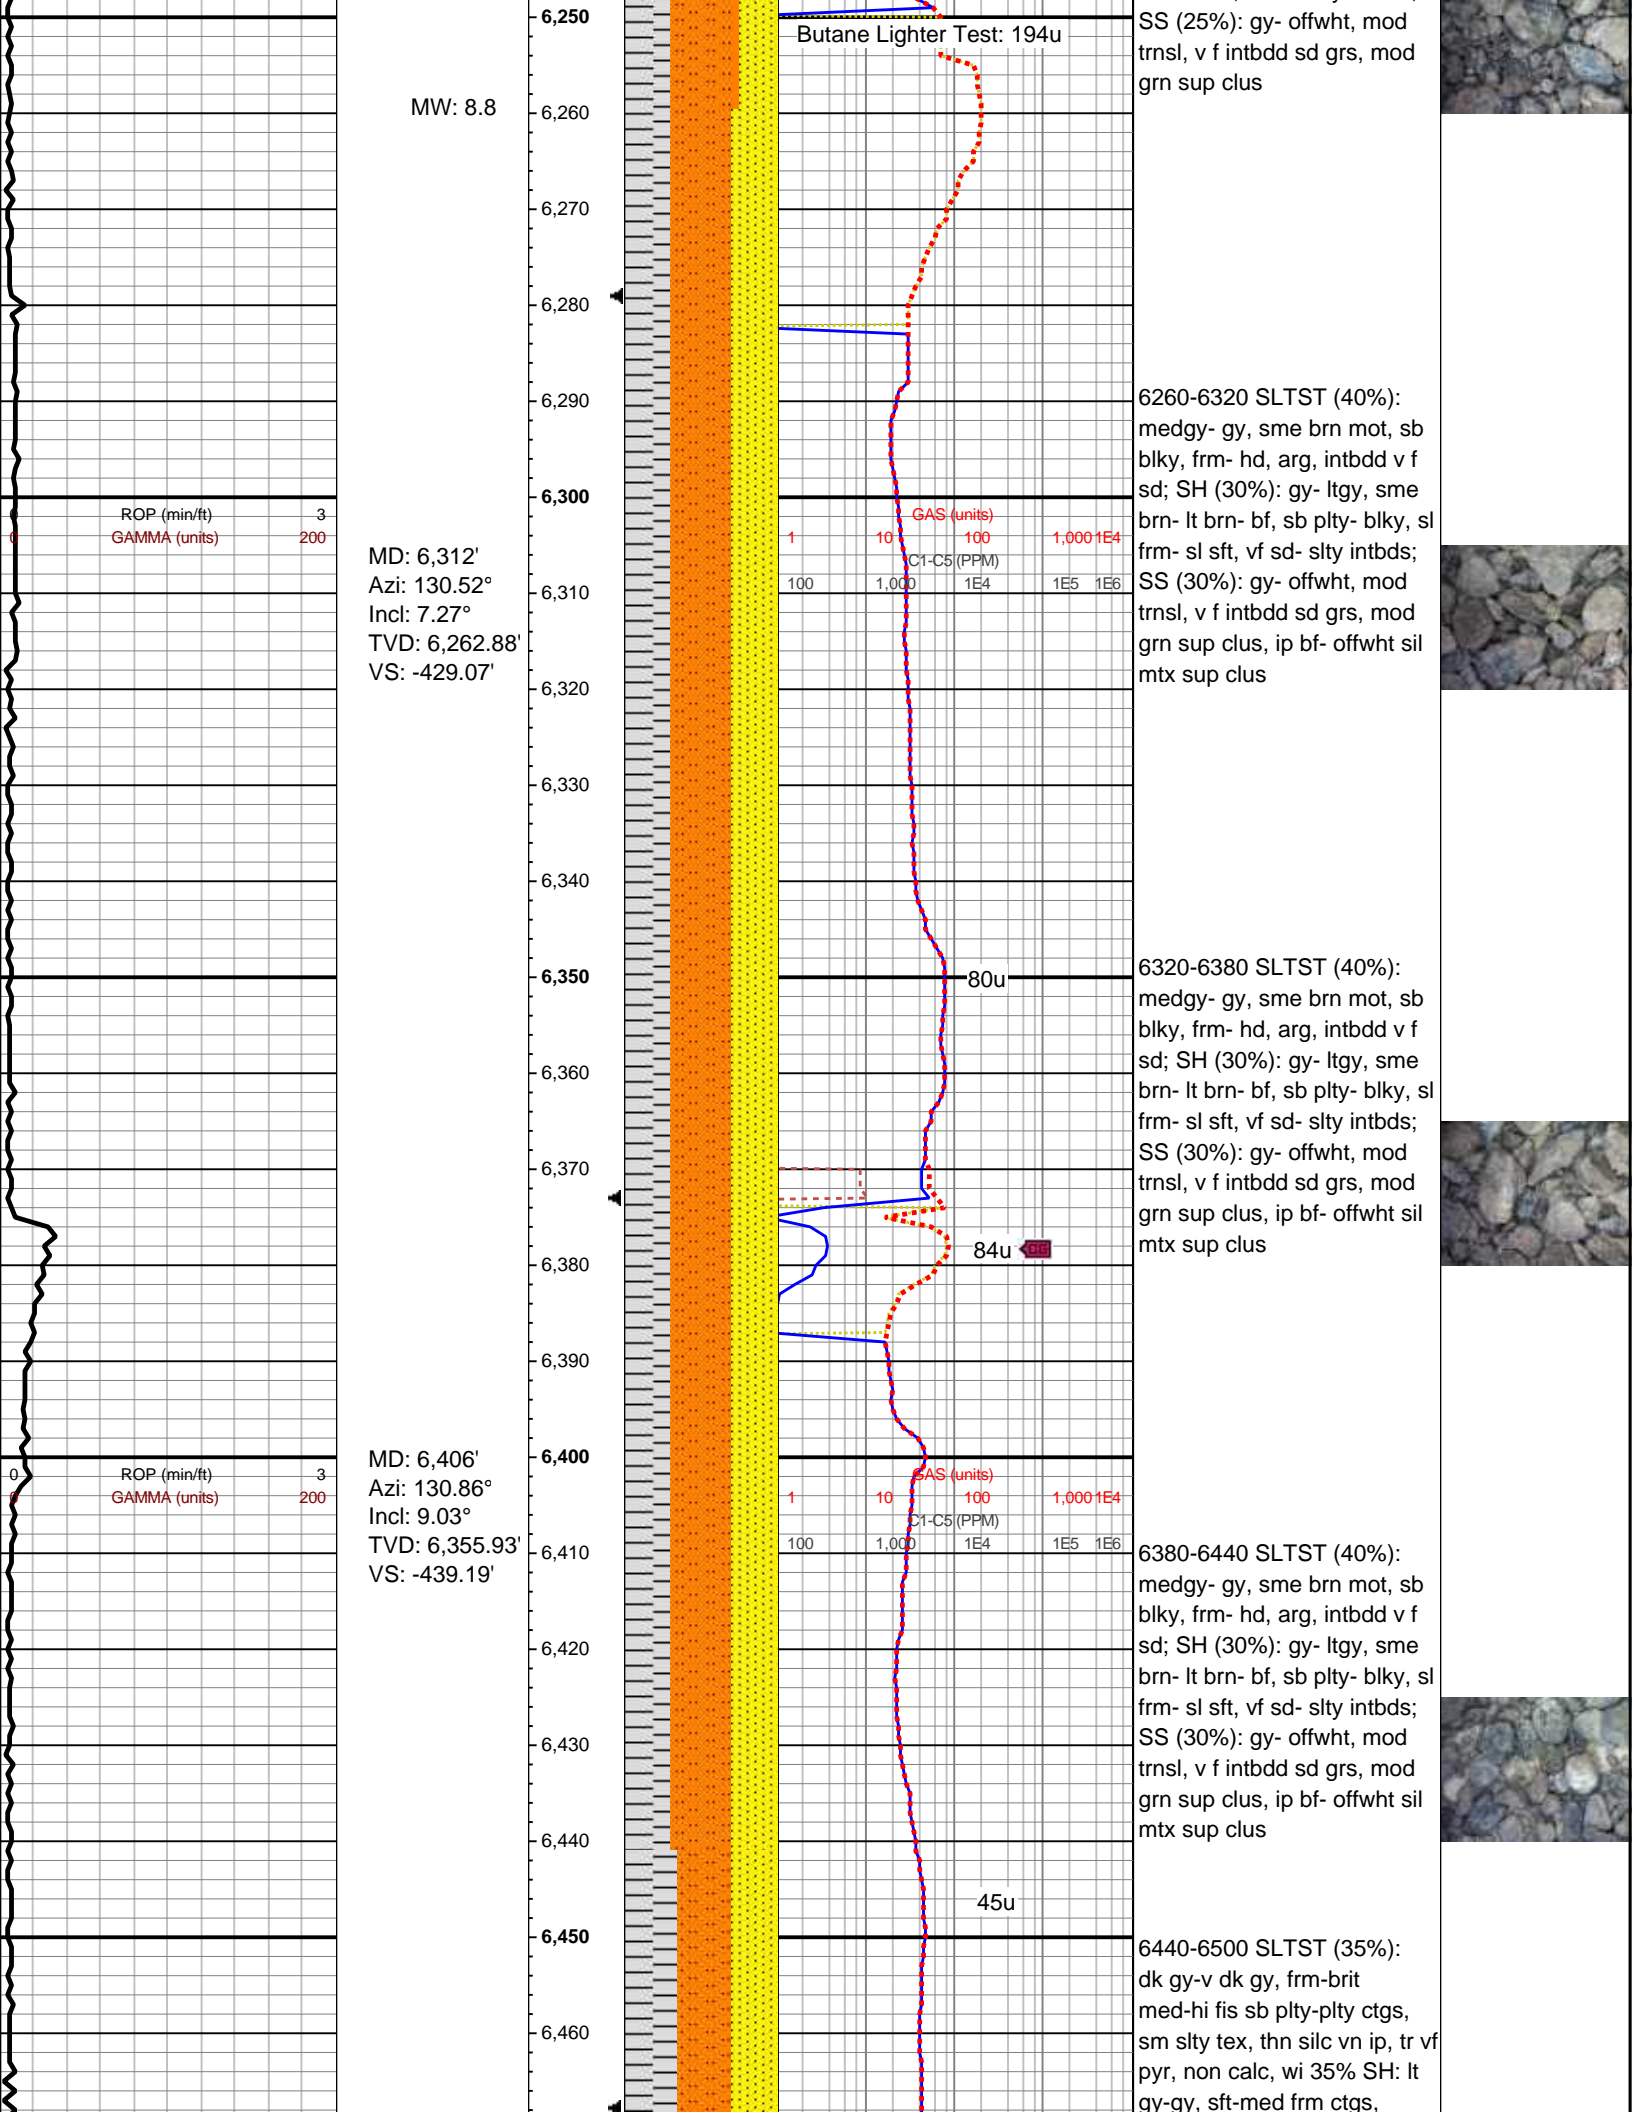 6,250
Butane Lighter Test: 194u
SS (25%): gy- offwht, mod
trnsl, v f intbdd sd grs, mod
grn sup clus
MW: 8.8
6,260
6,270
6,280
6,290
6260-6320 SLTST (40%):
medgy- gy, sme brn mot, sb
blky, frm- hd, arg, intbdd v f
sd; SH (30%): gy- ltgy, sme
brn- lt brn- bf, sb plty- blky, sl
frm- sl sft, vf sd- slty intbds;
SS (30%): gy- offwht, mod
trnsl, v f intbdd sd grs, mod
grn sup clus, ip bf- offwht sil
mtx sup clus
6,300
0 ROP (min/ft) 3
0 GAMMA (units) 200
GAS (units)
1 10 100 1,000 1E4
C1-C5 (PPM)
100 1,000 1E4 1E5 1E6
MD: 6,312'
Azi: 130.52°
Incl: 7.27°
TVD: 6,262.88'
VS: -429.07'
6,310
6,320
6,330
6,340
6,350
80u
6320-6380 SLTST (40%):
medgy- gy, sme brn mot, sb
blky, frm- hd, arg, intbdd v f
sd; SH (30%): gy- ltgy, sme
brn- lt brn- bf, sb plty- blky, sl
frm- sl sft, vf sd- slty intbds;
SS (30%): gy- offwht, mod
trnsl, v f intbdd sd grs, mod
grn sup clus, ip bf- offwht sil
mtx sup clus
6,360
6,370
84u CG
6,380
6,390
6,400
0 ROP (min/ft) 3
0 GAMMA (units) 200
GAS (units)
1 10 100 1,000 1E4
C1-C5 (PPM)
100 1,000 1E4 1E5 1E6
MD: 6,406'
Azi: 130.86°
Incl: 9.03°
TVD: 6,355.93'
VS: -439.19'
6,410
6,420
6,430
6,440
6380-6440 SLTST (40%):
medgy- gy, sme brn mot, sb
blky, frm- hd, arg, intbdd v f
sd; SH (30%): gy- ltgy, sme
brn- lt brn- bf, sb plty- blky, sl
frm- sl sft, vf sd- slty intbds;
SS (30%): gy- offwht, mod
trnsl, v f intbdd sd grs, mod
grn sup clus, ip bf- offwht sil
mtx sup clus
45u
6,450
6,460
6440-6500 SLTST (35%):
dk gy-v dk gy, frm-brit
med-hi fis sb plty-plty ctgs,
sm slty tex, thn silc vn ip, tr vf
pyr, non calc, wi 35% SH: lt
gy-gy, sft-med frm ctgs,